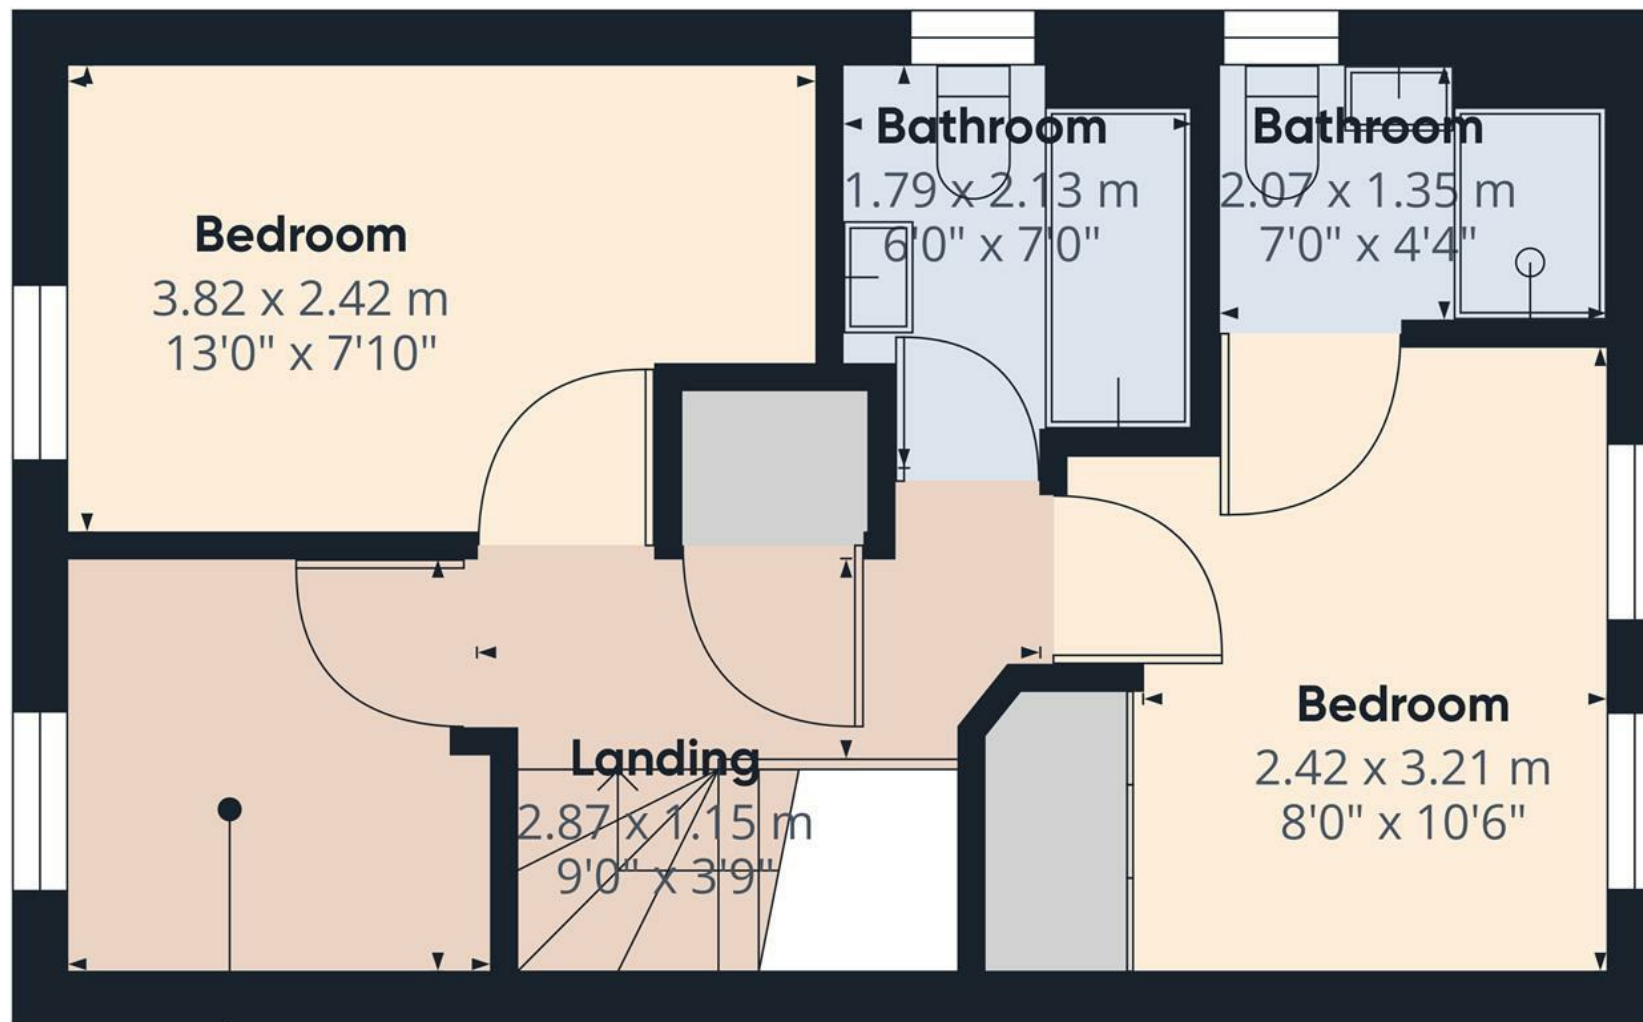 Bedroom
3.82 x 2.42 m
13'0" x 7'10"
Bathroom
1.79 x 2.13 m
6'0" x 7'0"
Bathroom
2.07 x 1.35 m
7'0" x 4'4"
Landing
2.87 x 1.15 m
9'0" x 3'9"
Bedroom
2.42 x 3.21 m
8'0" x 10'6"